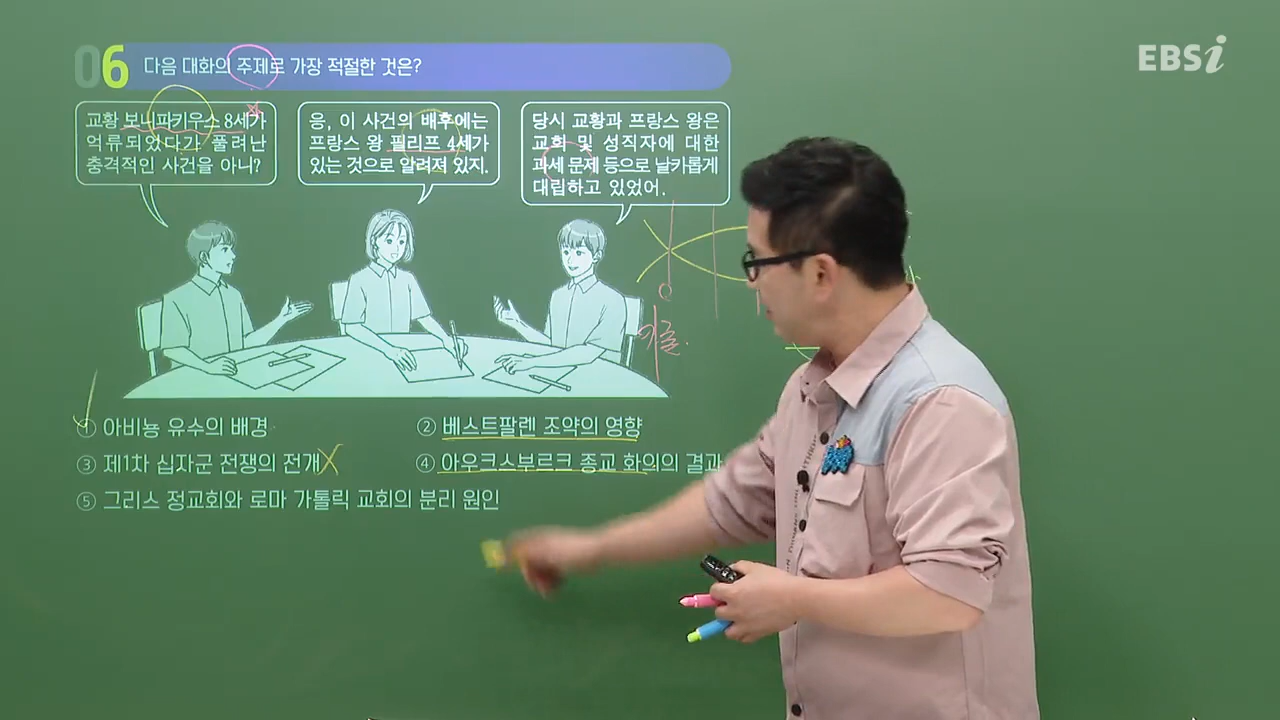 06 다음 대화의 주제로 가장 적절한 것은?
EBSi
교황 보니파키우스 8세가
억류되었다가 풀려난
충격적인 사건을 아니?
응, 이 사건의 배후에는
프랑스 왕 필리프 4세가
있는 것으로 알려져 있지.
당시 교황과 프랑스 왕은
교회 및 성직자에 대한
과세 문제 등으로 날카롭게
대립하고 있었어.
① 아비뇽 유수의 배경
② 베스트팔렌 조약의 영향
③ 제1차 십자군 전쟁의 전개
④ 아우크스부르크 종교 화의의 결과
⑤ 그리스 정교회와 로마 가톨릭 교회의 분리 원인